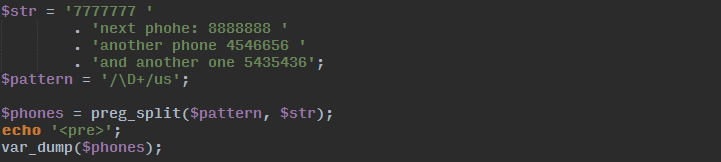 $str = '7777777 '
. 'next phohe: 8888888 '
. 'another phone 4546656 '
. 'and another one 5435436';
$pattern = '/\D+/us';
$phones = preg_split($pattern, $str);
echo '<pre>';
var_dump($phones);